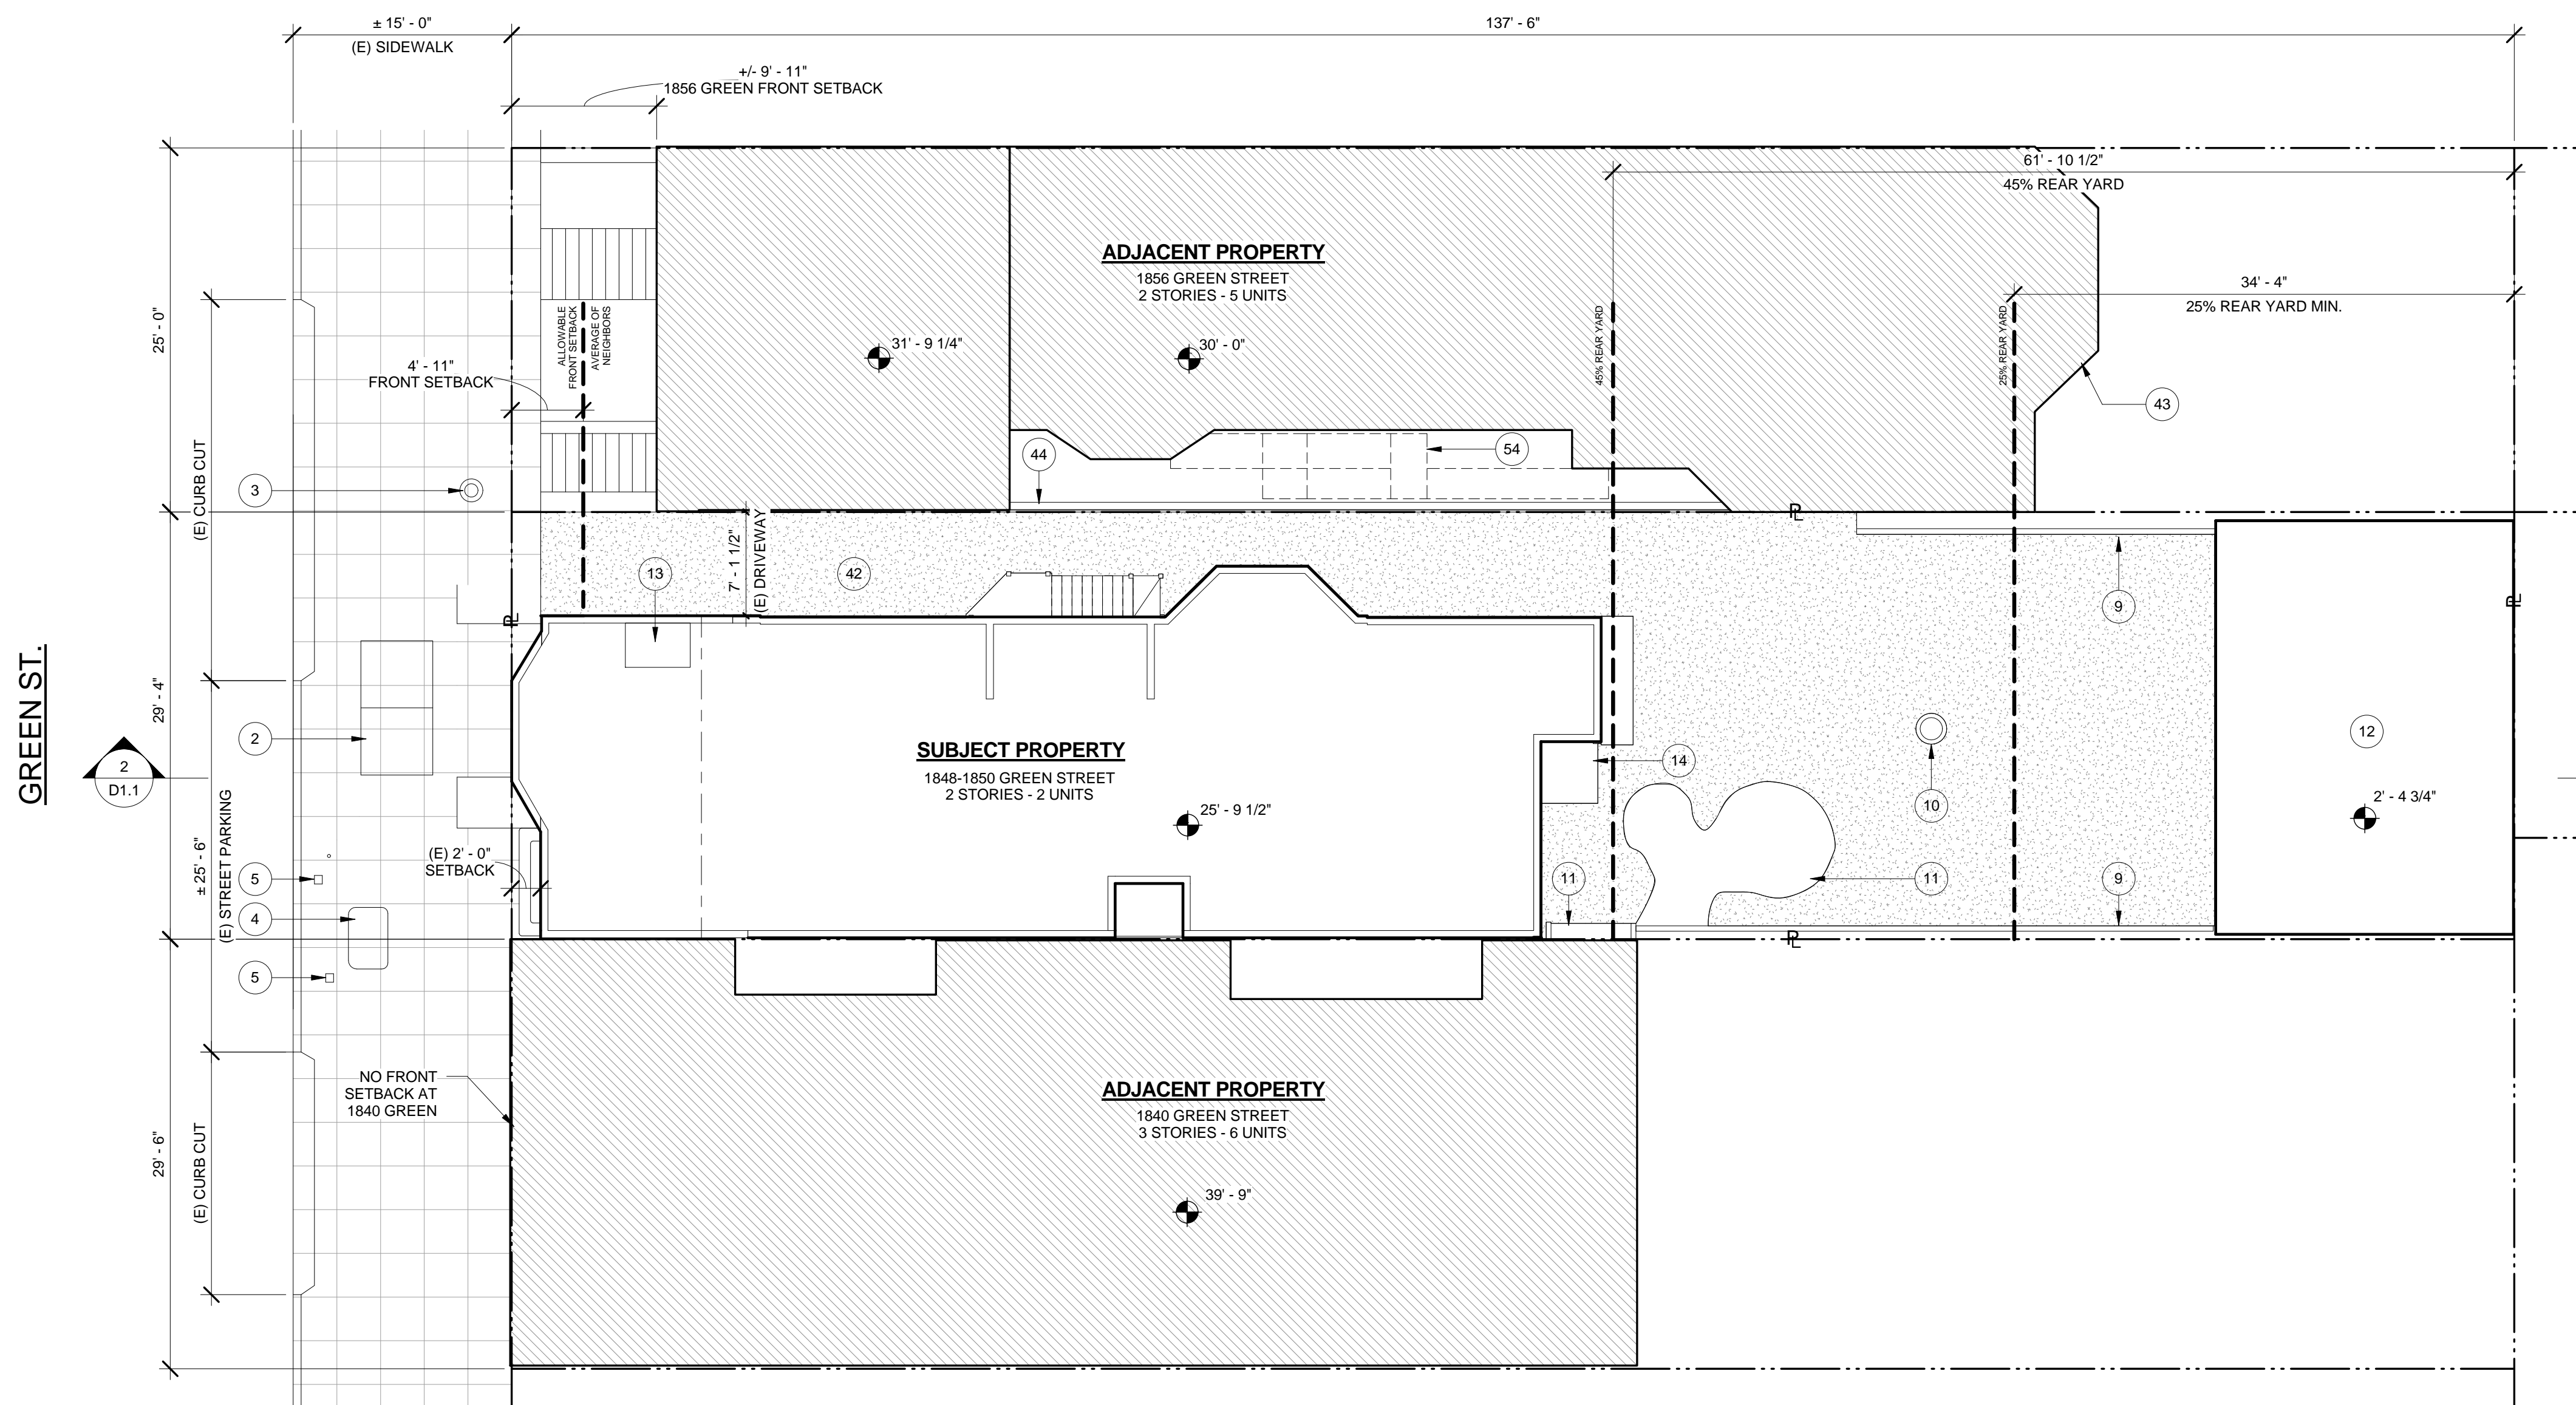 ± 15' - 0"
(E) SIDEWALK
137' - 6"
+/- 9' - 11"
1856 GREEN FRONT SETBACK
61' - 10 1/2"
45% REAR YARD
ADJACENT PROPERTY
1856 GREEN STREET
2 STORIES - 5 UNITS
34' - 4"
25% REAR YARD MIN.
25' - 0"
ALLOWABLE
FRONT SETBACK
AVERAGE OF
NEIGHBORS
45% REAR YARD
25% REAR YARD
31' - 9 1/4"
30' - 0"
4' - 11"
FRONT SETBACK
43
(E) CURB CUT
44
54
3
PL
7' - 1 1/2"
(E) DRIVEWAY
13
42
9
PL
PL
GREEN ST.
29' - 4"
2
2
D1.1
SUBJECT PROPERTY
1848-1850 GREEN STREET
2 STORIES - 2 UNITS
14
12
25' - 9 1/2"
10
2' - 4 3/4"
± 25' - 6"
(E) STREET PARKING
(E) 2' - 0"
SETBACK
5
11
11
9
4
PL
5
NO FRONT
SETBACK AT
1840 GREEN
ADJACENT PROPERTY
1840 GREEN STREET
3 STORIES - 6 UNITS
29' - 6"
(E) CURB CUT
39' - 9"